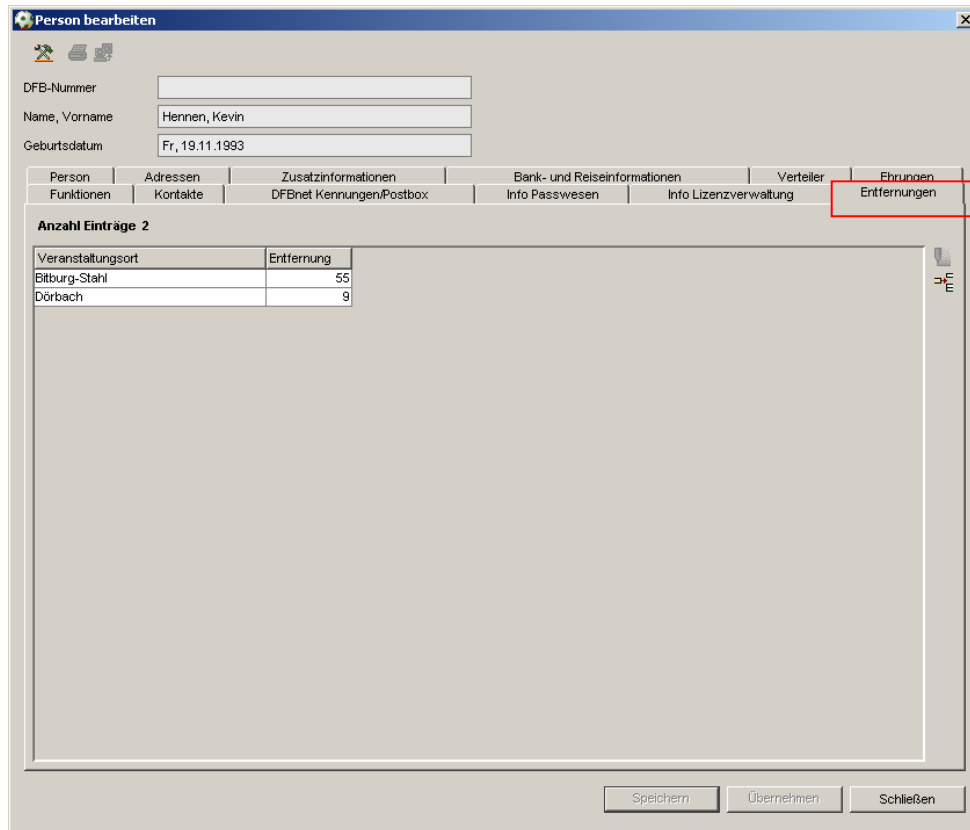 Person bearbeiten
DFB-Nummer
Name, Vorname Hennen, Kevin
Geburtsdatum Fr, 19.11.1993
Person Adressen Zusatzinformationen Bank- und Reiseinformationen Verteiler Ehrungen
Funktionen Kontakte DFBnet Kennungen/Postbox Info Passwesen Info Lizenzverwaltung Entfernungen
Anzahl Einträge 2
Veranstaltungsort Entfernung
Bitburg-Stahl 55
Dörbach 9
Speichern Übernehmen Schließen